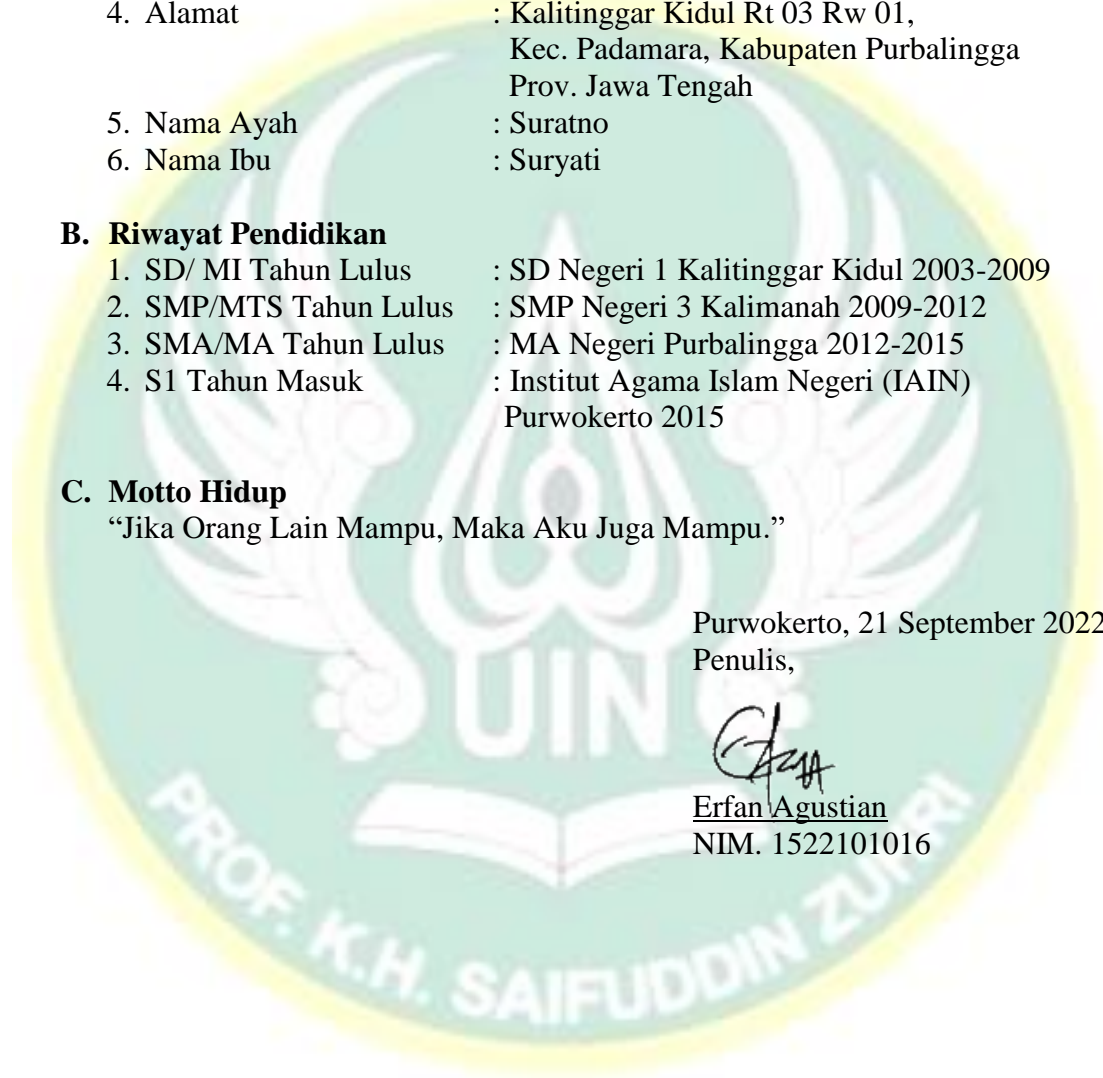 4. Alamat : Kalitinggar Kidul Rt 03 Rw 01,
Kec. Padamara, Kabupaten Purbalingga
Prov. Jawa Tengah
5. Nama Ayah : Suratno
6. Nama Ibu : Suryati
B. Riwayat Pendidikan
1. SD/ MI Tahun Lulus : SD Negeri 1 Kalitinggar Kidul 2003-2009
2. SMP/MTS Tahun Lulus : SMP Negeri 3 Kalimanah 2009-2012
3. SMA/MA Tahun Lulus : MA Negeri Purbalingga 2012-2015
4. S1 Tahun Masuk : Institut Agama Islam Negeri (IAIN)
Purwokerto 2015
C. Motto Hidup
“Jika Orang Lain Mampu, Maka Aku Juga Mampu.”
Purwokerto, 21 September 2022
Penulis,
Erfan Agustian
NIM. 1522101016
UIN
PROF. K.H. SAIFUDDIN ZUHRI